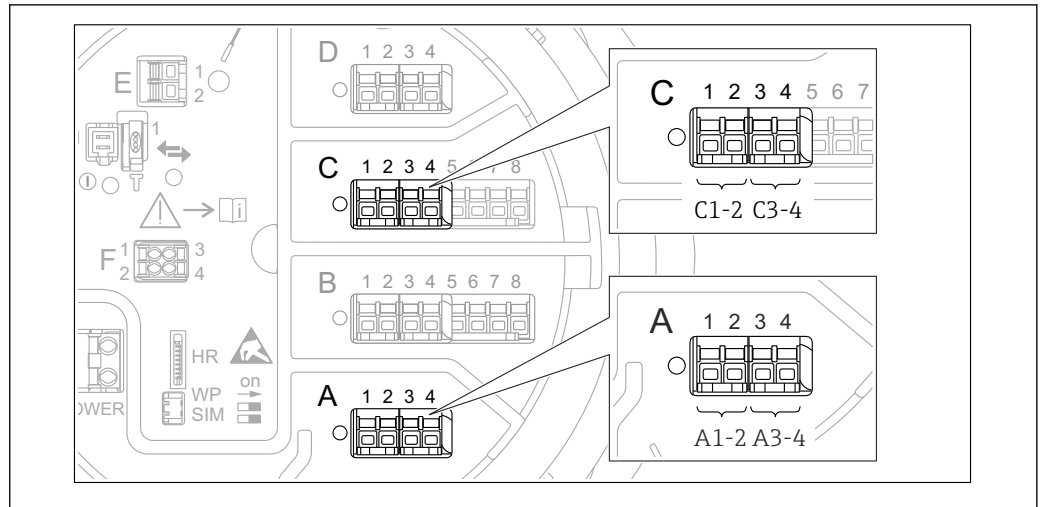 D 1 2 3 4
E 1
2
1
C 1 2 3 4 5 6 7 8
i
F 1 3
2 4
B 1 2 3 4 5 6 7 8
HR
WP
SIM
on
OWER
A 1 2 3 4
C 1 2 3 4 5 6 7
C1-2 C3-4
A 1 2 3 4
A1-2 A3-4